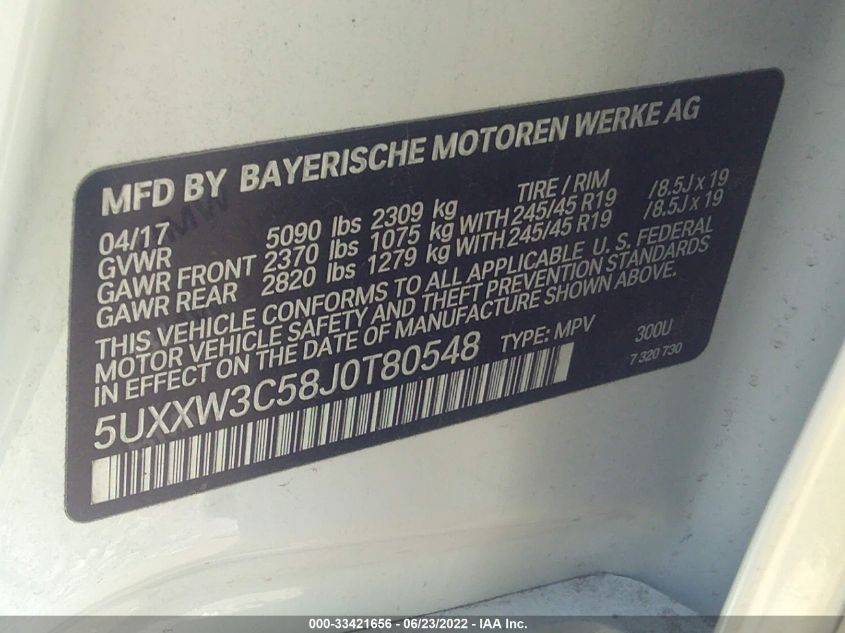 MFD BY BAYERISCHE MOTOREN WERKE AG
04/17 TIRE / RIM
GVWR 5090 lbs 2309 kg
GAWR FRONT 2370 lbs 1075 kg WITH 245/45 R19 /8.5J x 19
GAWR REAR 2820 lbs 1279 kg WITH 245/45 R19 /8.5J x 19
THIS VEHICLE CONFORMS TO ALL APPLICABLE U. S. FEDERAL
MOTOR VEHICLE SAFETY AND THEFT PREVENTION STANDARDS
IN EFFECT ON THE DATE OF MANUFACTURE SHOWN ABOVE.
5UXXW3C58J0T80548 TYPE: MPV 300U
7 320 730
000-33421656 - 06/23/2022 - IAA Inc.